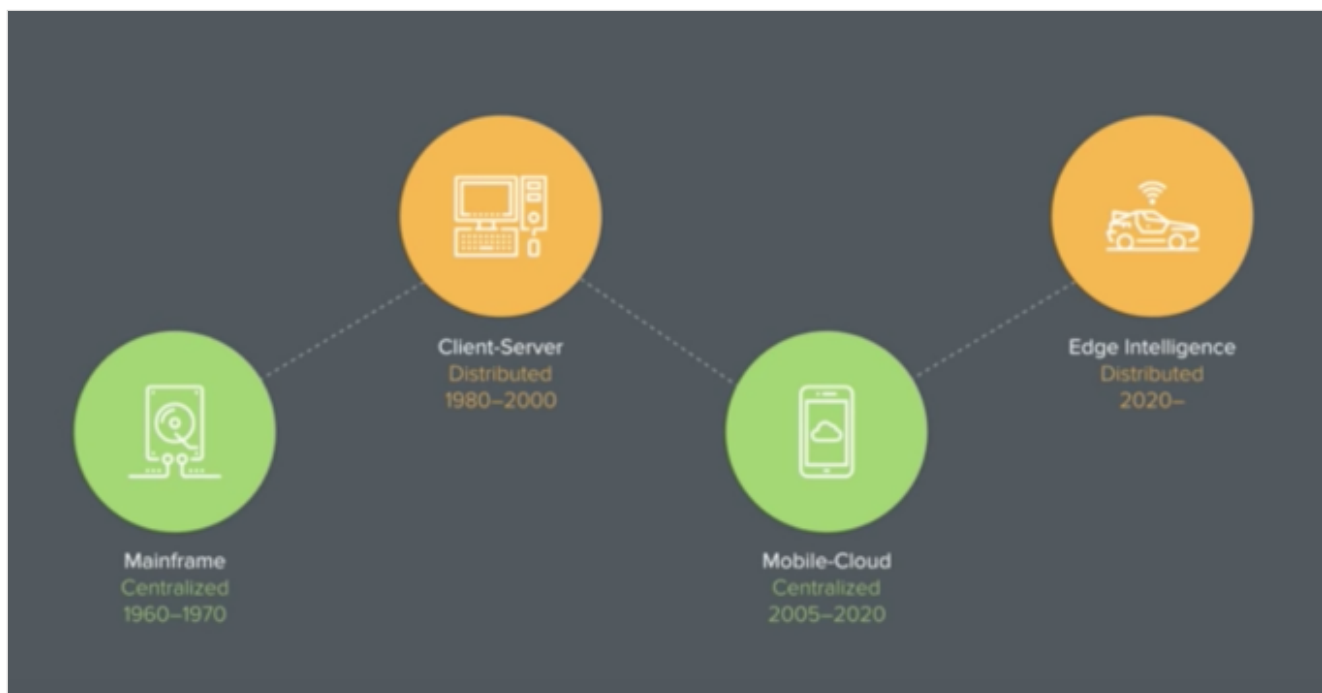 Mainframe
Centralized
1960–1970
Client-Server
Distributed
1980–2000
Mobile-Cloud
Centralized
2005–2020
Edge Intelligence
Distributed
2020–